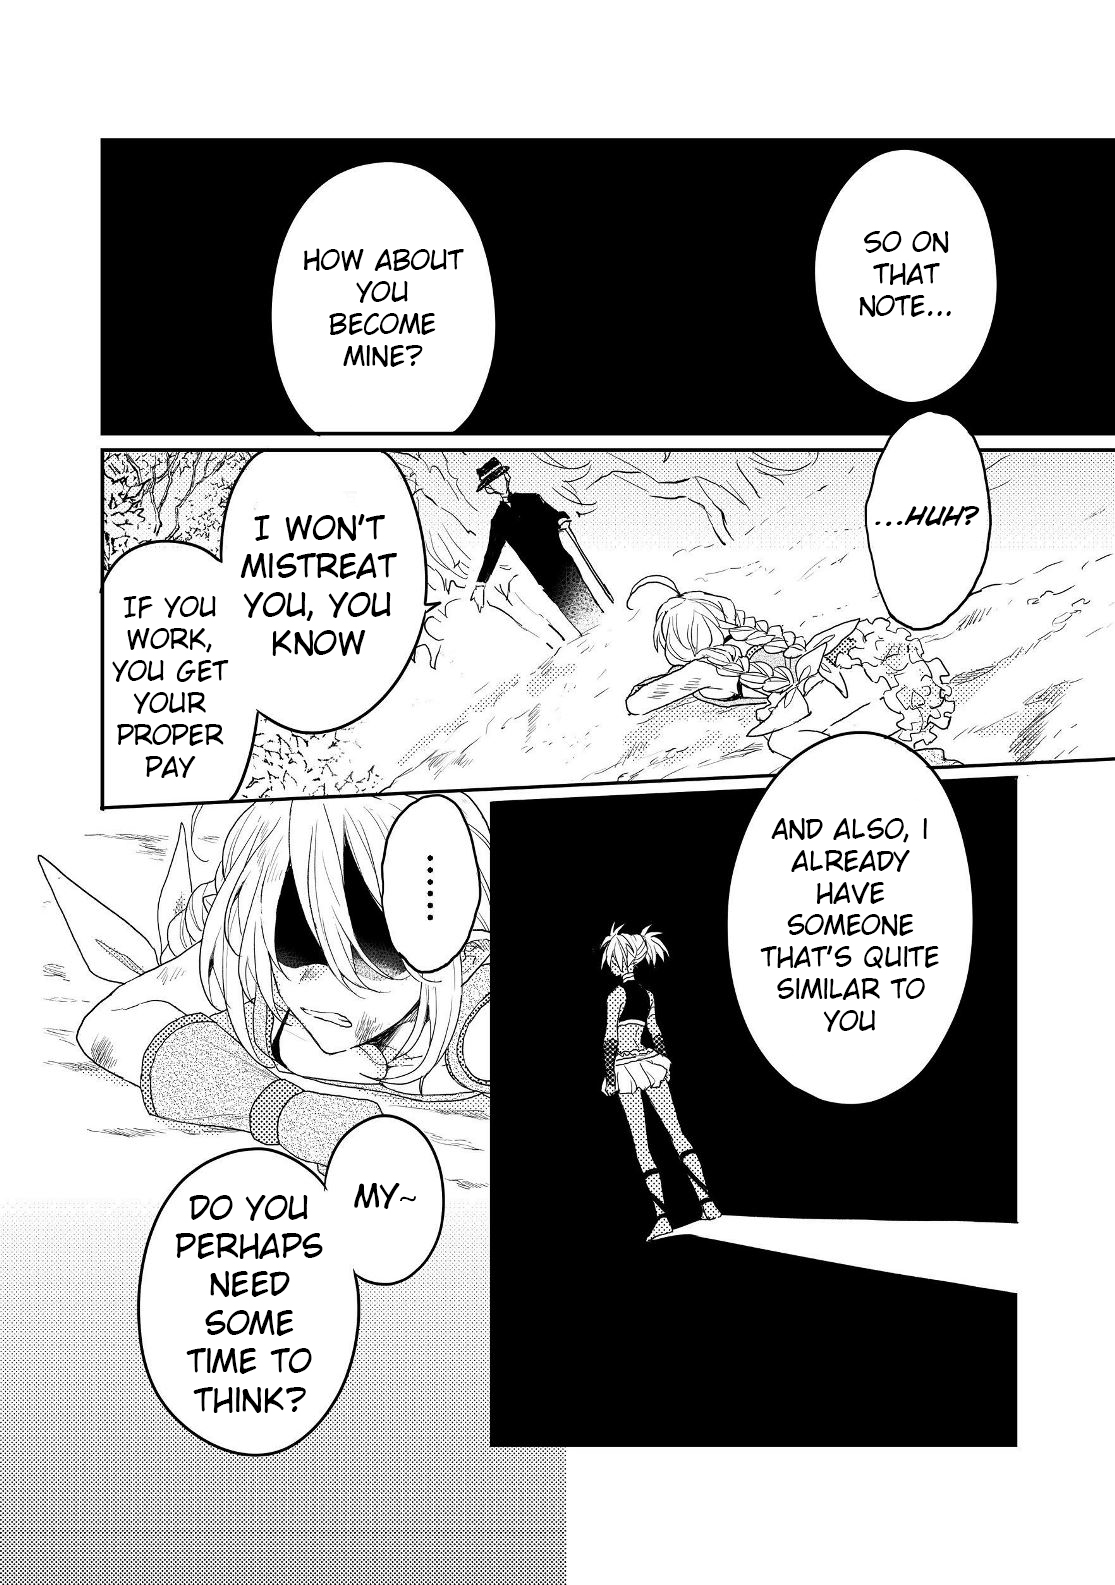 SO ON
THAT
NOTE...
HOW ABOUT
YOU
BECOME
MINE?
...HUH?
I WON'T
MISTREAT
YOU, YOU
KNOW
IF YOU
WORK,
YOU GET
YOUR
PROPER
PAY
AND ALSO, I
ALREADY
HAVE
SOMEONE
THAT'S QUITE
SIMILAR TO
YOU
........
MY~
DO YOU
PERHAPS
NEED
SOME
TIME TO
THINK?